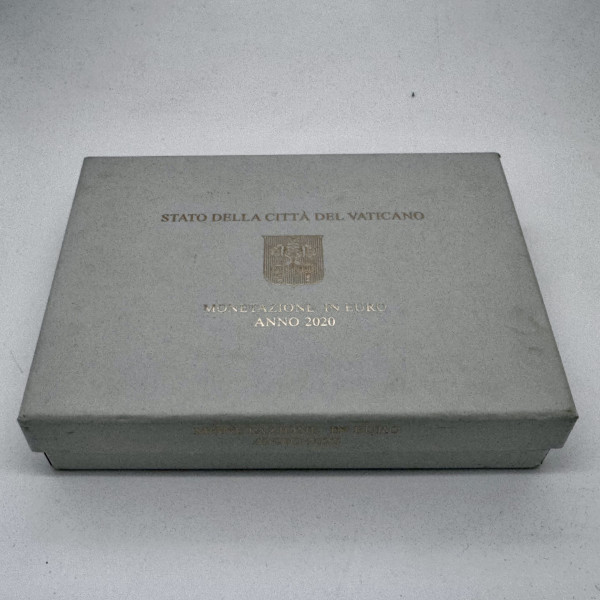 STATO DELLA CITTÀ DEL VATICANO
MONETAZIONE IN EURO
ANNO 2020